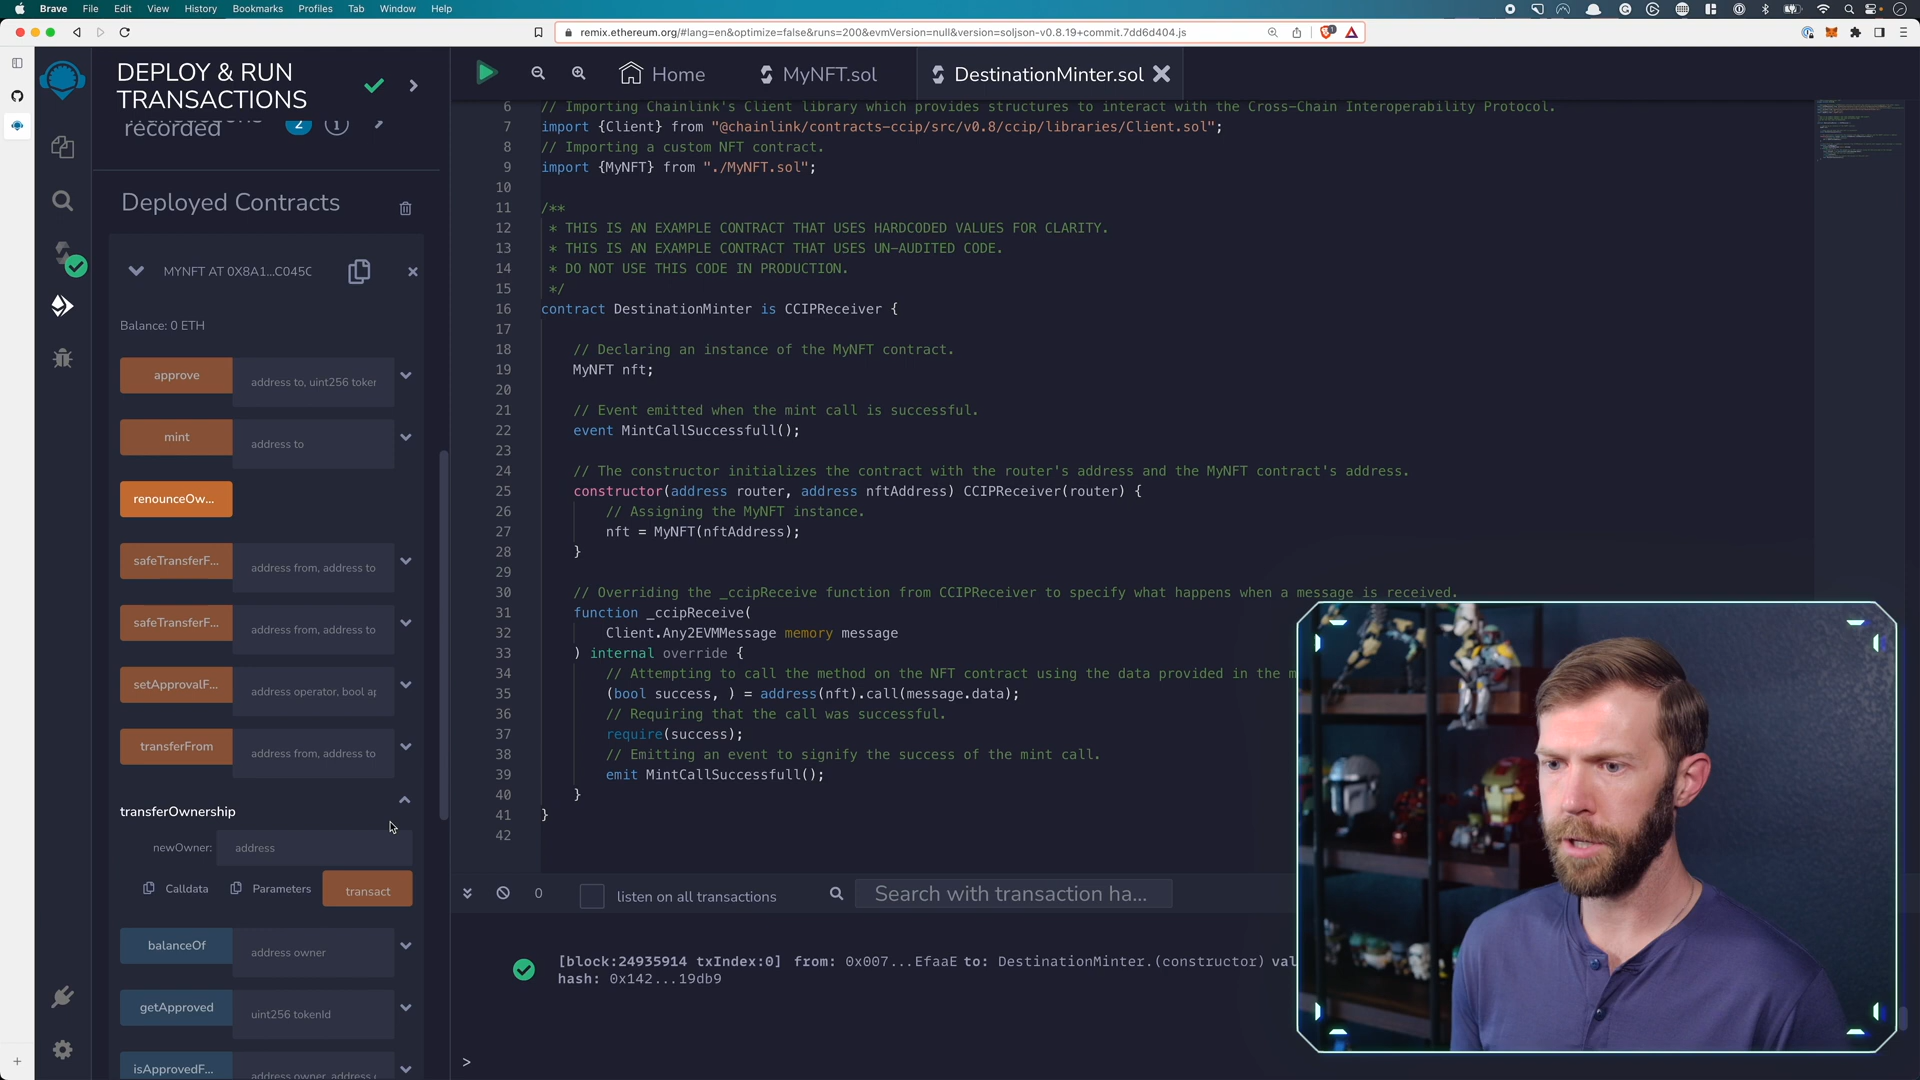 Brave File Edit View History Bookmarks Profiles Tab Window Help
remix.ethereum.org/#lang=en&optimize=false&runs=200&evmVersion=null&version=soljson-v0.8.19+commit.7dd6d404.js
DEPLOY & RUN
TRANSACTIONS
recorded 2
Deployed Contracts
MYNFT AT 0X8A1...C045C
Balance: 0 ETH
approve address to, uint256 token
mint address to
renounceOw...
safeTransferF... address from, address to
safeTransferF... address from, address to
setApprovalF... address operator, bool ap
transferFrom address from, address to
transferOwnership
newOwner: address
Calldata Parameters transact
balanceOf address owner
getApproved uint256 tokenId
isApprovedF... address owner, address
Home MyNFT.sol DestinationMinter.sol
6 // Importing Chainlink's Client library which provides structures to interact with the Cross-Chain Interoperability Protocol.
7 import {Client} from "@chainlink/contracts-ccip/src/v0.8/ccip/libraries/Client.sol";
8 // Importing a custom NFT contract.
9 import {MyNFT} from "./MyNFT.sol";
10
11 /**
12 * THIS IS AN EXAMPLE CONTRACT THAT USES HARDCODED VALUES FOR CLARITY.
13 * THIS IS AN EXAMPLE CONTRACT THAT USES UN-AUDITED CODE.
14 * DO NOT USE THIS CODE IN PRODUCTION.
15 */
16 contract DestinationMinter is CCIPReceiver {
17
18 // Declaring an instance of the MyNFT contract.
19 MyNFT nft;
20
21 // Event emitted when the mint call is successful.
22 event MintCallSuccessfull();
23
24 // The constructor initializes the contract with the router's address and the MyNFT contract's address.
25 constructor(address router, address nftAddress) CCIPReceiver(router) {
26 // Assigning the MyNFT instance.
27 nft = MyNFT(nftAddress);
28 }
29
30 // Overriding the _ccipReceive function from CCIPReceiver to specify what happens when a message is received.
31 function _ccipReceive(
32 Client.Any2EVMMessage memory message
33 ) internal override {
34 // Attempting to call the method on the NFT contract using the data provided in the m
35 (bool success, ) = address(nft).call(message.data);
36 // Requiring that the call was successful.
37 require(success);
38 // Emitting an event to signify the success of the mint call.
39 emit MintCallSuccessfull();
40 }
41 }
42
0 listen on all transactions Search with transaction ha...
[block:24935914 txIndex:0] from: 0x007...EfaaE to: DestinationMinter.(constructor) val
hash: 0x142...19db9
>